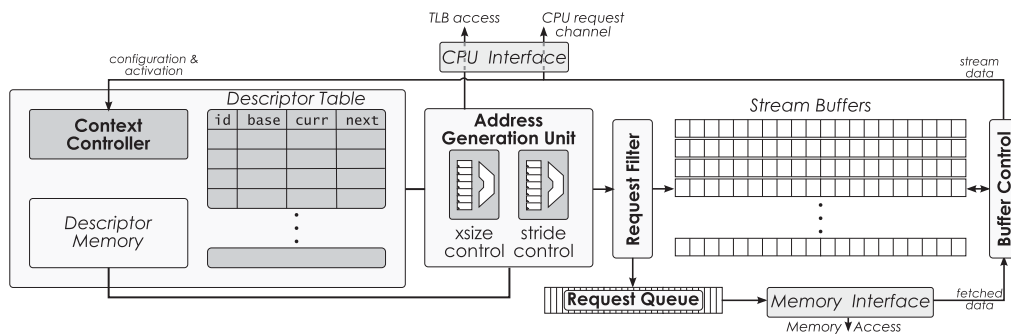 TLB access
CPU request
channel
CPU Interface
configuration &
activation
stream
data
Descriptor Table
id base curr next
Context
Controller
Descriptor
Memory
Address
Generation Unit
xsize
control
stride
control
Request Filter
Stream Buffers
Buffer Control
Request Queue
Memory Interface
fetched
data
Memory Access